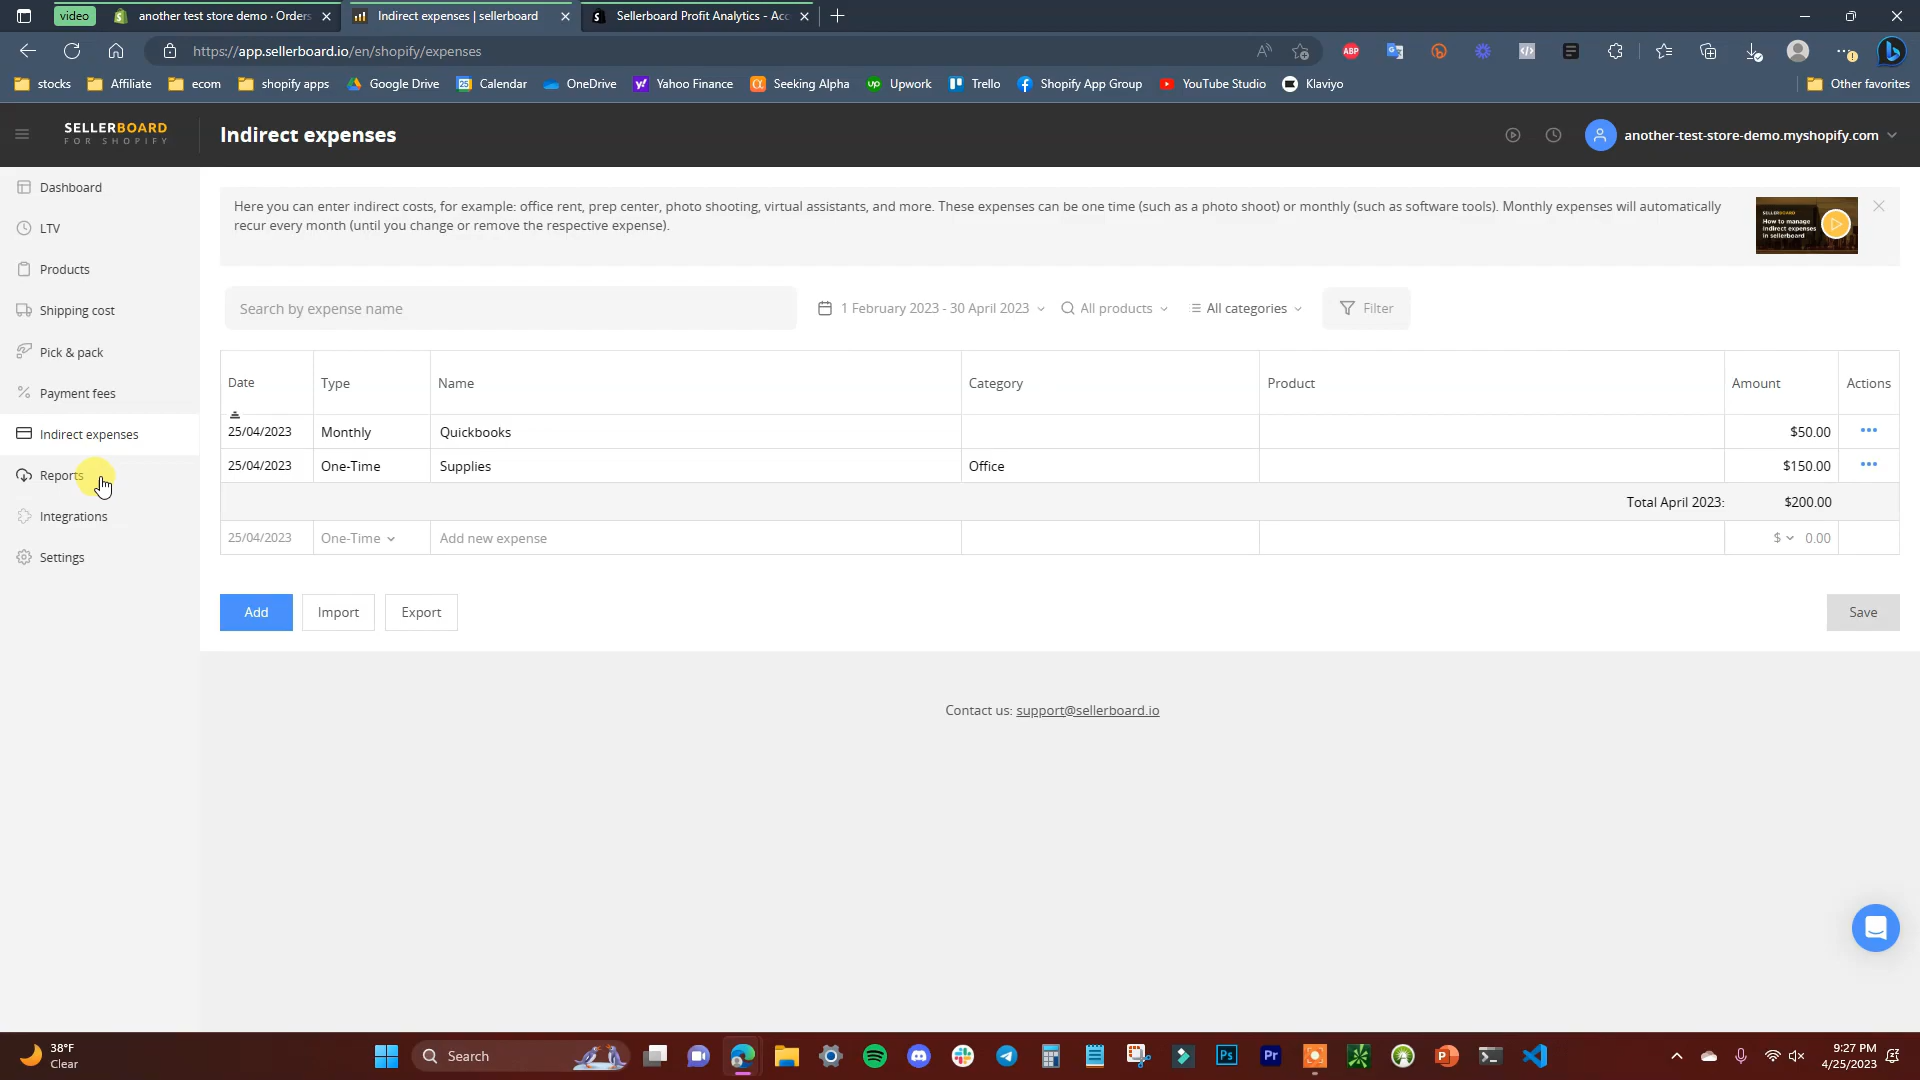 video
another test store demo · Orders
Indirect expenses | sellerboard
Sellerboard Profit Analytics - Acc
https://app.sellerboard.io/en/shopify/expenses
ABP
stocks
Affiliate
ecom
shopify apps
Google Drive
Calendar
OneDrive
Yahoo Finance
Seeking Alpha
Upwork
Trello
Shopify App Group
YouTube Studio
Klaviyo
Other favorites
SELLERBOARD
FOR SHOPIFY
Indirect expenses
another-test-store-demo.myshopify.com
Dashboard
LTV
Products
Shipping cost
Pick & pack
Payment fees
Indirect expenses
Reports
Integrations
Settings
Here you can enter indirect costs, for example: office rent, prep center, photo shooting, virtual assistants, and more. These expenses can be one time (such as a photo shoot) or monthly (such as software tools). Monthly expenses will automatically
recur every month (until you change or remove the respective expense).
SELLERBOARD
How to manage
indirect expenses
in sellerboard
Search by expense name
1 February 2023 - 30 April 2023
All products
All categories
Filter
Date Type Name Category Product Amount Actions
25/04/2023 Monthly Quickbooks $50.00
25/04/2023 One-Time Supplies Office $150.00
Total April 2023: $200.00
25/04/2023 One-Time Add new expense $ 0.00
Add
Import
Export
Save
Contact us: support@sellerboard.io
38°F
Clear
Search
Ps
Pr
9:27 PM
4/25/2023